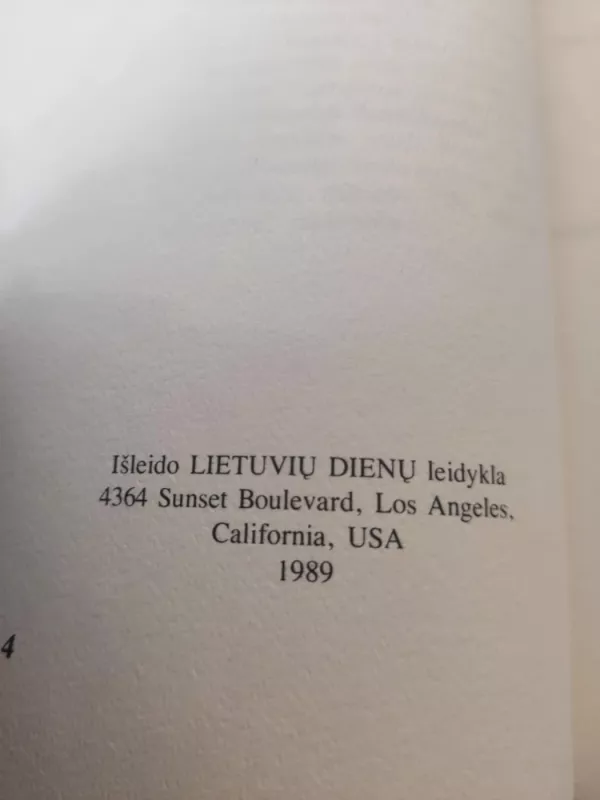 Išleido LIETUVIŲ DIENŲ leidykla
4364 Sunset Boulevard, Los Angeles,
California, USA
1989
4